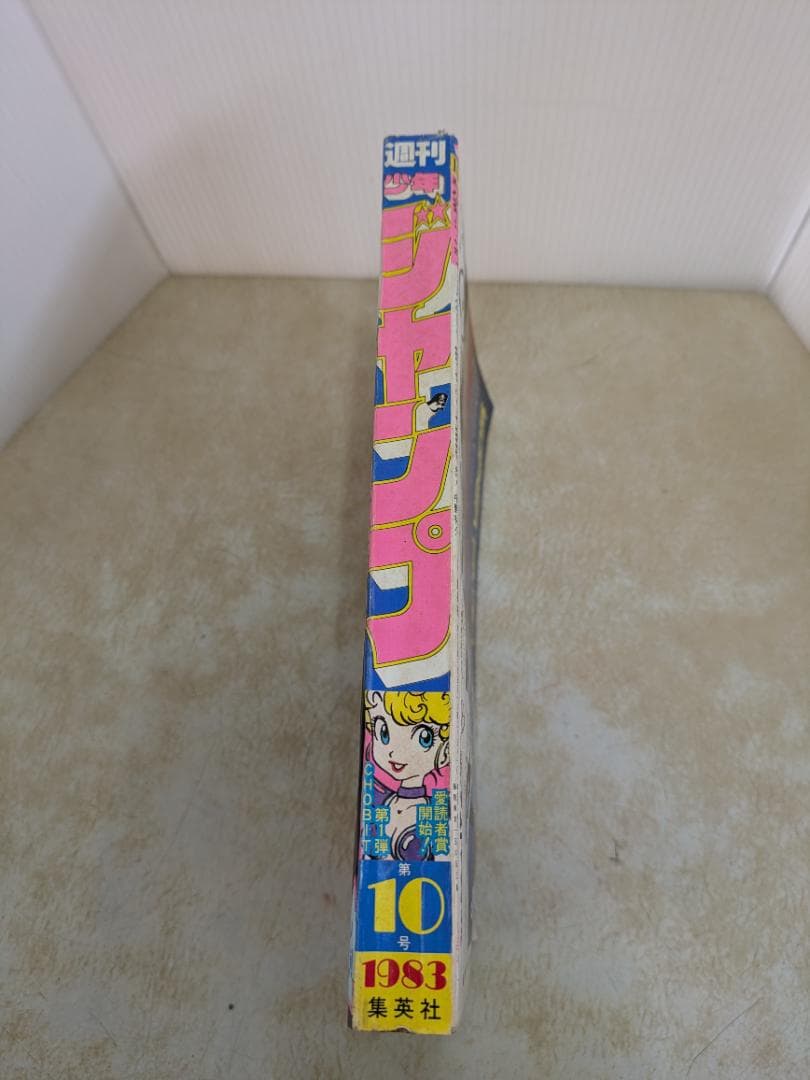 週刊
少年
ジャンプ
愛読者賞
開始!
第1弾
CHOBIT
第
10
号
1983
集英社